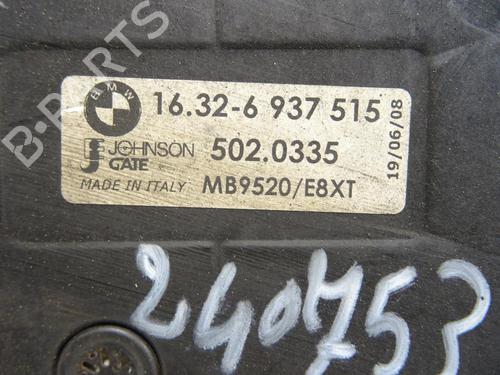 BMW
16.32-6 937 515
JOHNSON
GATE
502.0335
MADE IN ITALY
MB9520/E8XT
19/06/08
B-PARTS
240753